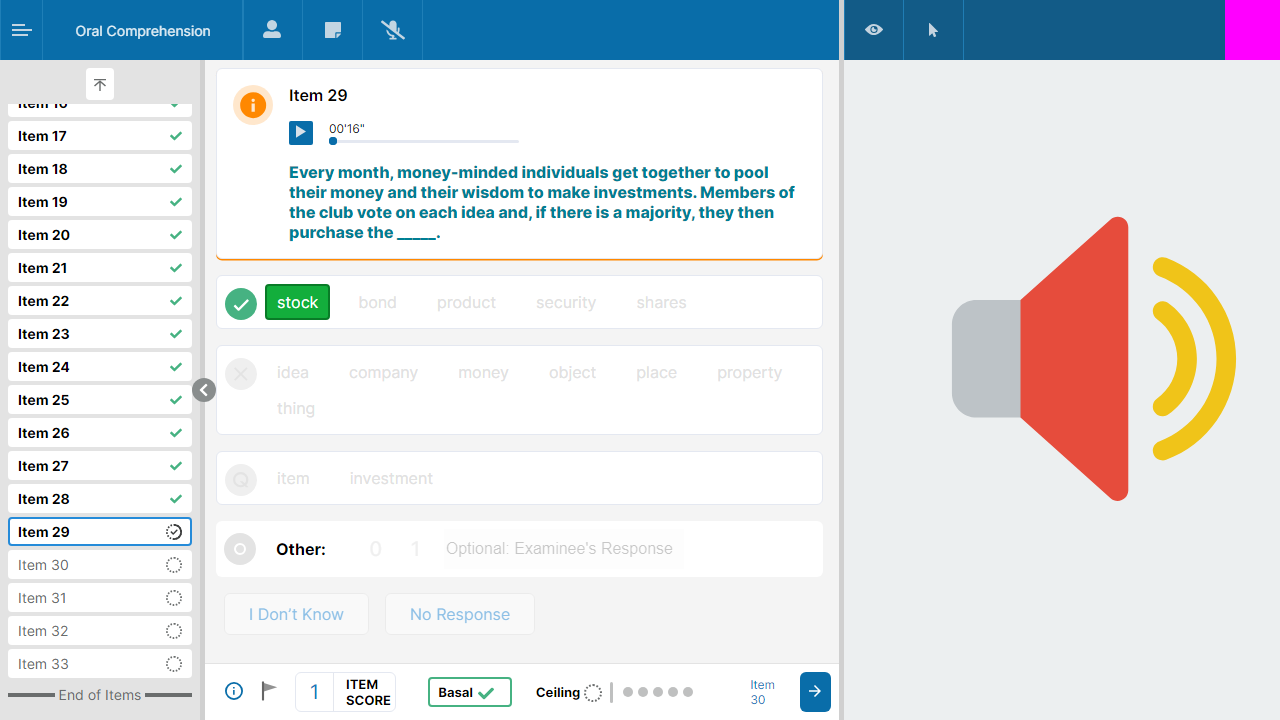 Oral Comprehension
Item 16
Item 17
Item 18
Item 19
Item 20
Item 21
Item 22
Item 23
Item 24
Item 25
Item 26
Item 27
Item 28
Item 29
Item 30
Item 31
Item 32
Item 33
End of Items
Item 29
00'16"
Every month, money-minded individuals get together to pool
their money and their wisdom to make investments. Members of
the club vote on each idea and, if there is a majority, they then
purchase the _____.
stock bond product security shares
idea company money object place property
thing
Q item investment
Other: 0 1 Optional: Examinee's Response
I Don't Know No Response
1 ITEM
SCORE
Basal
Ceiling
Item
30